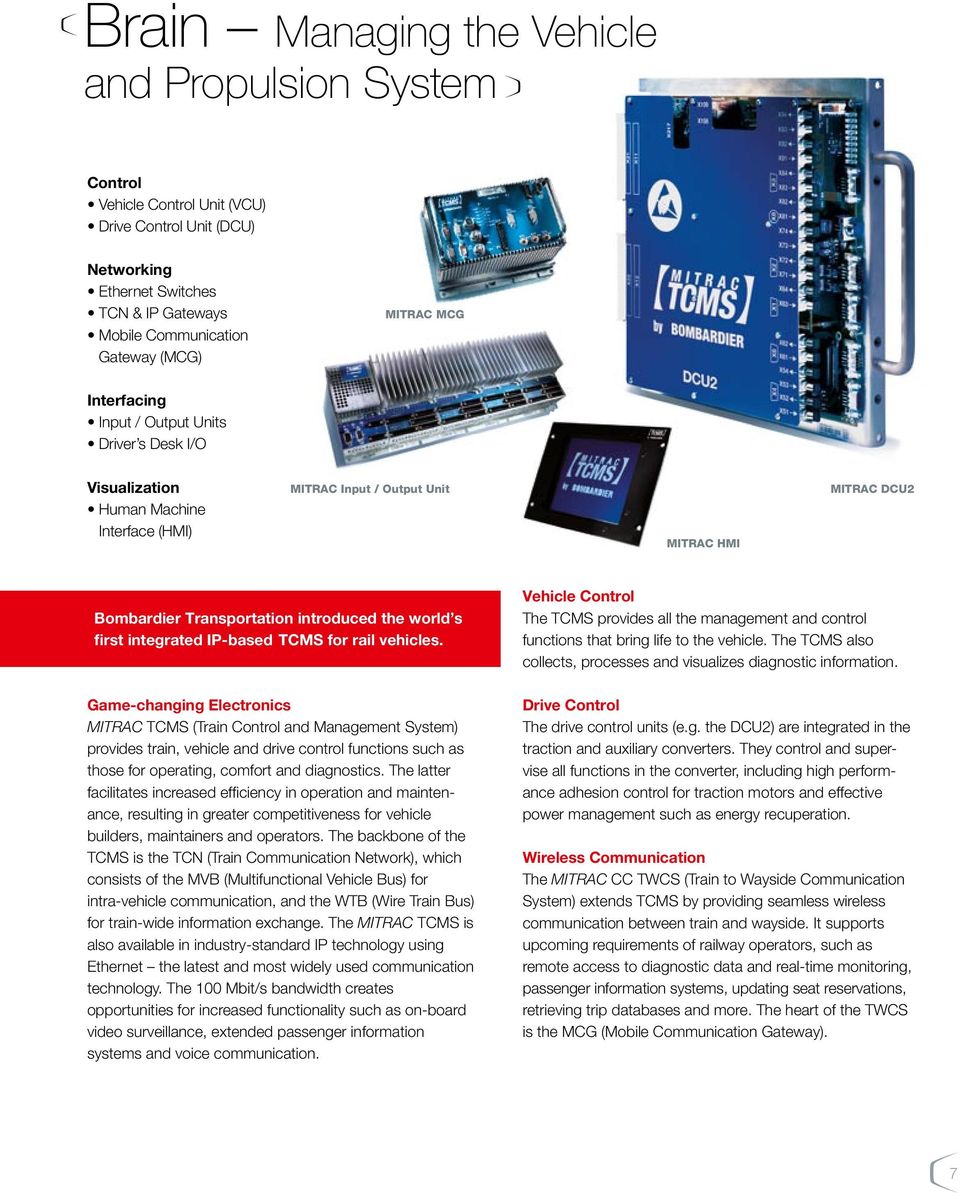 Brain – Managing the Vehicle
and Propulsion System
Control
• Vehicle Control Unit (VCU)
• Drive Control Unit (DCU)
Networking
• Ethernet Switches
• TCN & IP Gateways
• Mobile Communication
Gateway (MCG)
Interfacing
• Input / Output Units
• Driver's Desk I/O
Visualization
• Human Machine
Interface (HMI)
MITRAC MCG
MITRAC Input / Output Unit
MITRAC
TCMS
by BOMBARDIER
MITRAC HMI
X109
X108
X217
MITRAC
TCMS
by BOMBARDIER
DCU2
MITRAC DCU2
Bombardier Transportation introduced the world's
first integrated IP-based TCMS for rail vehicles.
Game-changing Electronics
MITRAC TCMS (Train Control and Management System)
provides train, vehicle and drive control functions such as
those for operating, comfort and diagnostics. The latter
facilitates increased efficiency in operation and mainten-
ance, resulting in greater competitiveness for vehicle
builders, maintainers and operators. The backbone of the
TCMS is the TCN (Train Communication Network), which
consists of the MVB (Multifunctional Vehicle Bus) for
intra-vehicle communication, and the WTB (Wire Train Bus)
for train-wide information exchange. The MITRAC TCMS is
also available in industry-standard IP technology using
Ethernet – the latest and most widely used communication
technology. The 100 Mbit/s bandwidth creates
opportunities for increased functionality such as on-board
video surveillance, extended passenger information
systems and voice communication.
Vehicle Control
The TCMS provides all the management and control
functions that bring life to the vehicle. The TCMS also
collects, processes and visualizes diagnostic information.
Drive Control
The drive control units (e.g. the DCU2) are integrated in the
traction and auxiliary converters. They control and super-
vise all functions in the converter, including high perform-
ance adhesion control for traction motors and effective
power management such as energy recuperation.
Wireless Communication
The MITRAC CC TWCS (Train to Wayside Communication
System) extends TCMS by providing seamless wireless
communication between train and wayside. It supports
upcoming requirements of railway operators, such as
remote access to diagnostic data and real-time monitoring,
passenger information systems, updating seat reservations,
retrieving trip databases and more. The heart of the TWCS
is the MCG (Mobile Communication Gateway).
7